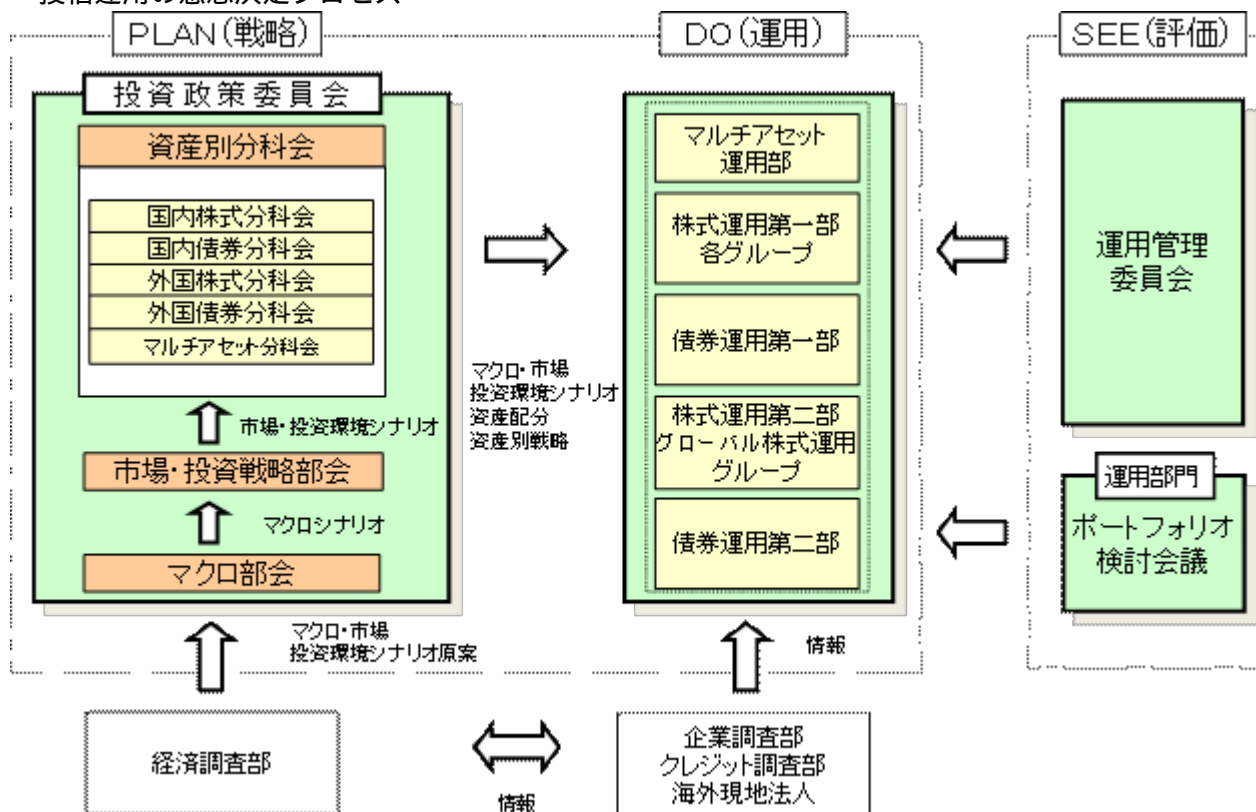 投信運用の意思決定プロセス
PLAN(戦略)
投資政策委員会
資産別分科会
国内株式分科会
国内債券分科会
外国株式分科会
外国債券分科会
マルチアセット分科会
市場・投資環境シナリオ
市場・投資戦略部会
マクロシナリオ
マクロ部会
マクロ・市場
投資環境シナリオ原案
経済調査部
マクロ・市場
投資環境シナリオ
資産配分
資産別戦略
DO(運用)
マルチアセット
運用部
株式運用第一部
各グループ
債券運用第一部
株式運用第二部
グローバル株式運用
グループ
債券運用第二部
情報
情報
企業調査部
クレジット調査部
海外現地法人
SEE(評価)
運用管理
委員会
運用部門
ポートフォリオ
検討会議